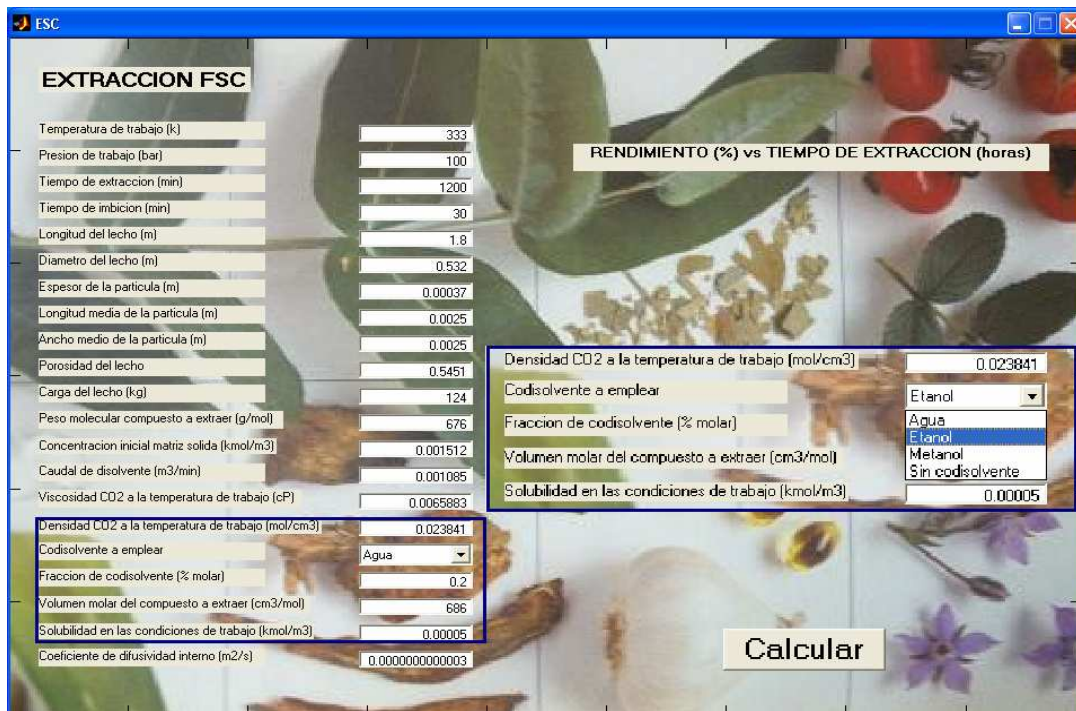 ESC
EXTRACCION FSC
Temperatura de trabajo (k) 333
Presion de trabajo (bar) 100
Tiempo de extraccion (min) 1200
Tiempo de imbicion (min) 30
Longitud del lecho (m) 1.8
Diametro del lecho (m) 0.532
Espesor de la particula (m) 0.00037
Longitud media de la particula (m) 0.0025
Ancho medio de la particula (m) 0.0025
Porosidad del lecho 0.5451
Carga del lecho (kg) 124
Peso molecular compuesto a extraer (g/mol) 676
Concentracion inicial matriz solida (kmol/m3) 0.001512
Caudal de disolvente (m3/min) 0.001085
Viscosidad CO2 a la temperatura de trabajo (cP) 0.0065883
Densidad CO2 a la temperatura de trabajo (mol/cm3) 0.023841
Codisolvente a emplear Agua
Fraccion de codisolvente (% molar) 0.2
Volumen molar del compuesto a extraer (cm3/mol) 686
Solubilidad en las condiciones de trabajo (kmol/m3) 0.00005
Coeficiente de difusividad interno (m2/s) 0.0000000000003
RENDIMIENTO (%) vs TIEMPO DE EXTRACCION (horas)
Densidad CO2 a la temperatura de trabajo (mol/cm3) 0.023841
Codisolvente a emplear Etanol
Agua
Fraccion de codisolvente (% molar) Etanol
Metanol
Volumen molar del compuesto a extraer (cm3/mol) Sin codisolvente
Solubilidad en las condiciones de trabajo (kmol/m3) 0.00005
Calcular